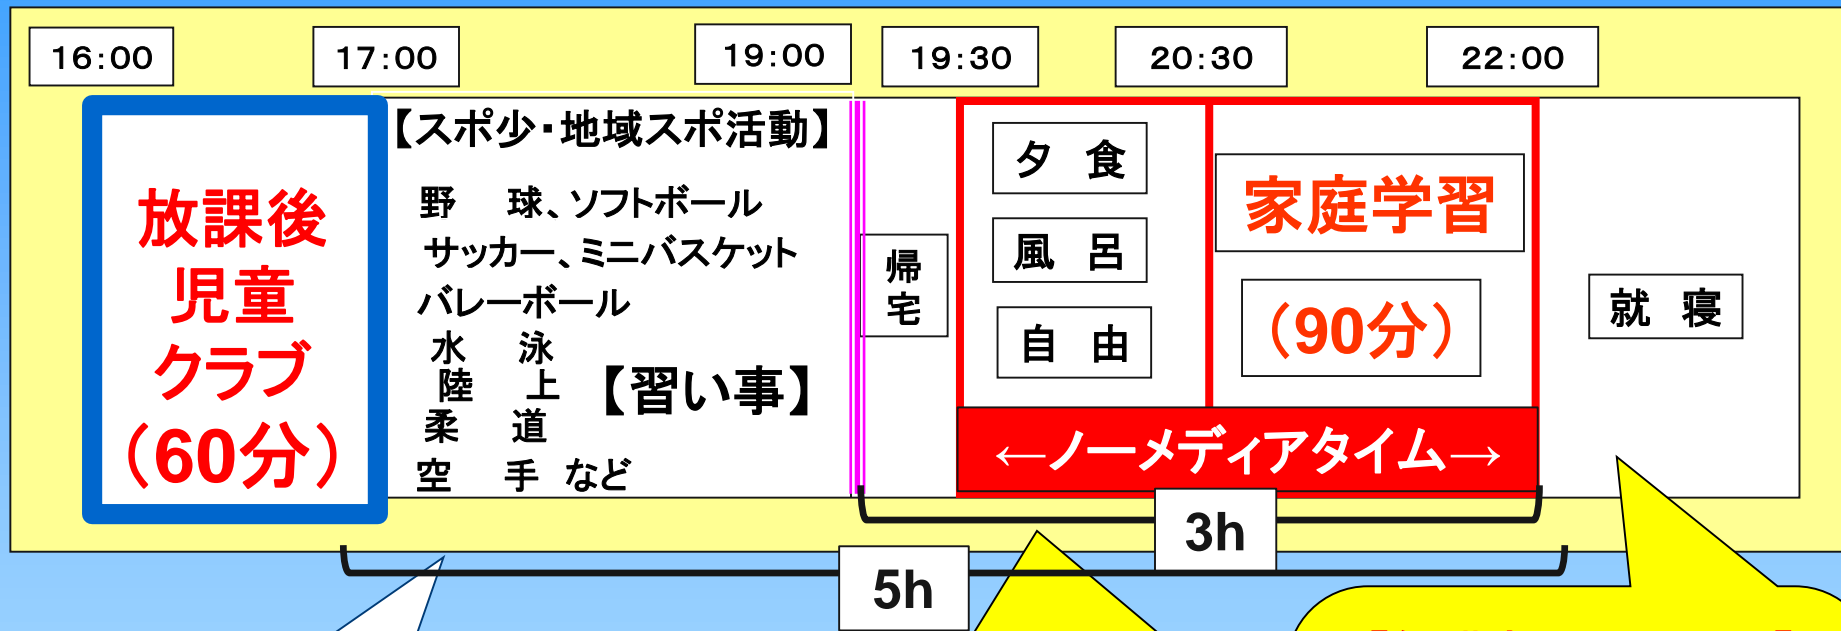 16:00
17:00
19:00
19:30
20:30
22:00
放課後
児童
クラブ
（60分）
【スポ少・地域スポ活動】
野　球、ソフトボール
サッカー、ミニバスケット
バレーボール
水　泳
陸　上
【習い事】
柔　道
空　手 など
帰
宅
夕　食
風　呂
自　由
家庭学習
（90分）
←ノーメディアタイム→
就　寝
3h
5h